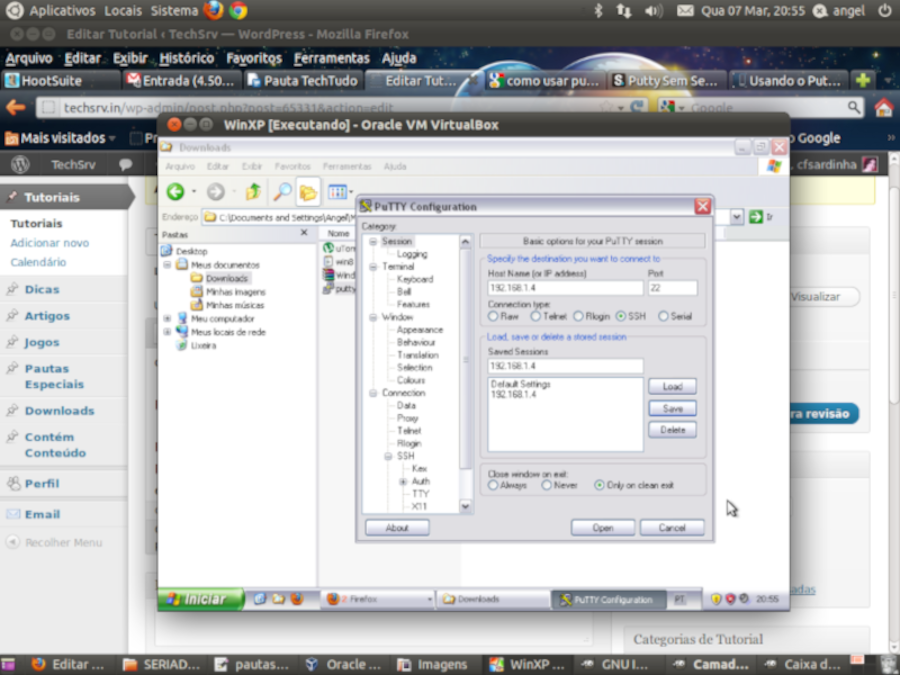 Aplicativos Locais Sistema Qua 07 Mar, 20:55 angel
Editar Tutorial ‹ TechSrv — WordPress - Mozilla Firefox
Arquivo Editar Exibir Histórico Favoritos Ferramentas Ajuda
HootSuite Entrada (4.50... Pauta TechTudo Editar Tut... como usar pu... Putty Sem Se... Usando o Put...
techsrv.in/wp-admin/post.php?post=65331&action=edit Google
Mais visitados o Google
TechSrv , cfsardinha
Tutoriais
Tutoriais
Adicionar novo
Calendário
Dicas
Artigos
Jogos
Pautas
Especiais
Downloads
Contém
Conteúdo
Perfil
Email
Recolher Menu
Visualizar
ra revisão
adas
Categorias de Tutorial
WinXP [Executando] - Oracle VM VirtualBox
Downloads
Arquivo Editar Exibir Favoritos Ferramentas Ajuda
Endereço C:\Documents and Settings\Angel\M Ir
Pastas Nome
Desktop
Meus documentos
Downloads
Minhas imagens
Minhas músicas
Meu computador
Meus locais de rede
Lixeira
uTorr
win8
Wind
putty
PuTTY Configuration
Category:
Session
Logging
Terminal
Keyboard
Bell
Features
Window
Appearance
Behaviour
Translation
Selection
Colours
Connection
Data
Proxy
Telnet
Rlogin
SSH
Kex
Auth
TTY
X11
Basic options for your PuTTY session
Specify the destination you want to connect to
Host Name (or IP address) Port
192.168.1.4 22
Connection type:
Raw Telnet Rlogin SSH Serial
Load, save or delete a stored session
Saved Sessions
192.168.1.4
Default Settings
192.168.1.4
Load
Save
Delete
Close window on exit:
Always Never Only on clean exit
About Open Cancel
Iniciar 2 Firefox Downloads PuTTY Configuration PT 20:55
Editar ... SERIAD... pautas... Oracle ... Imagens WinXP ... GNU I... Camad... Caixa d...